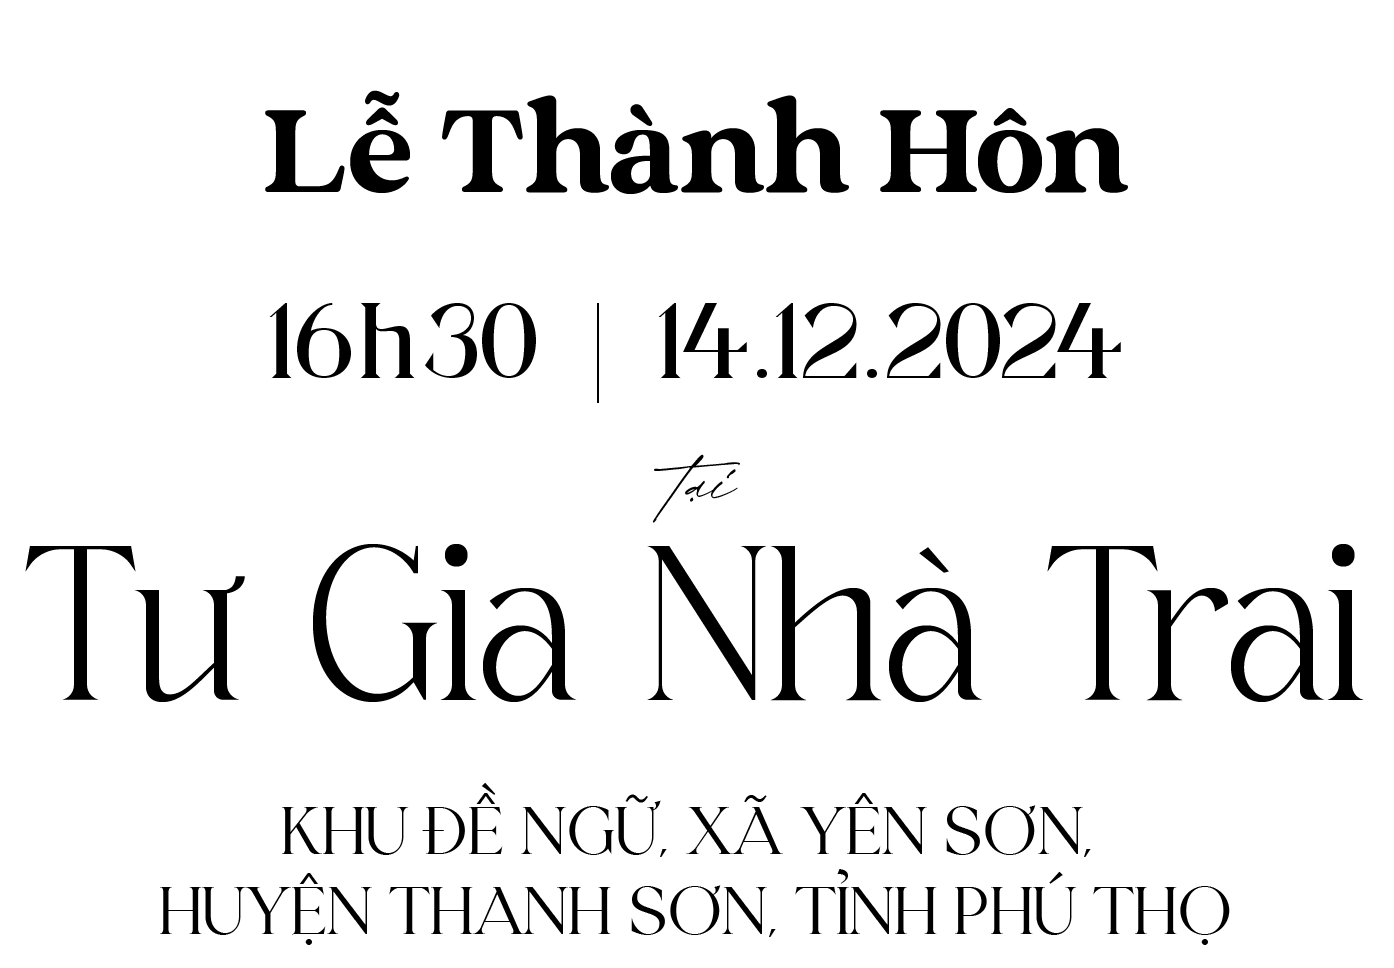 Lễ Thành Hôn
16h30 | 14.12.2024
tại
Tư Gia Nhà Trai
KHU ĐỀ NGỮ, XÃ YÊN SƠN,
HUYỆN THANH SƠN, TỈNH PHÚ THỌ